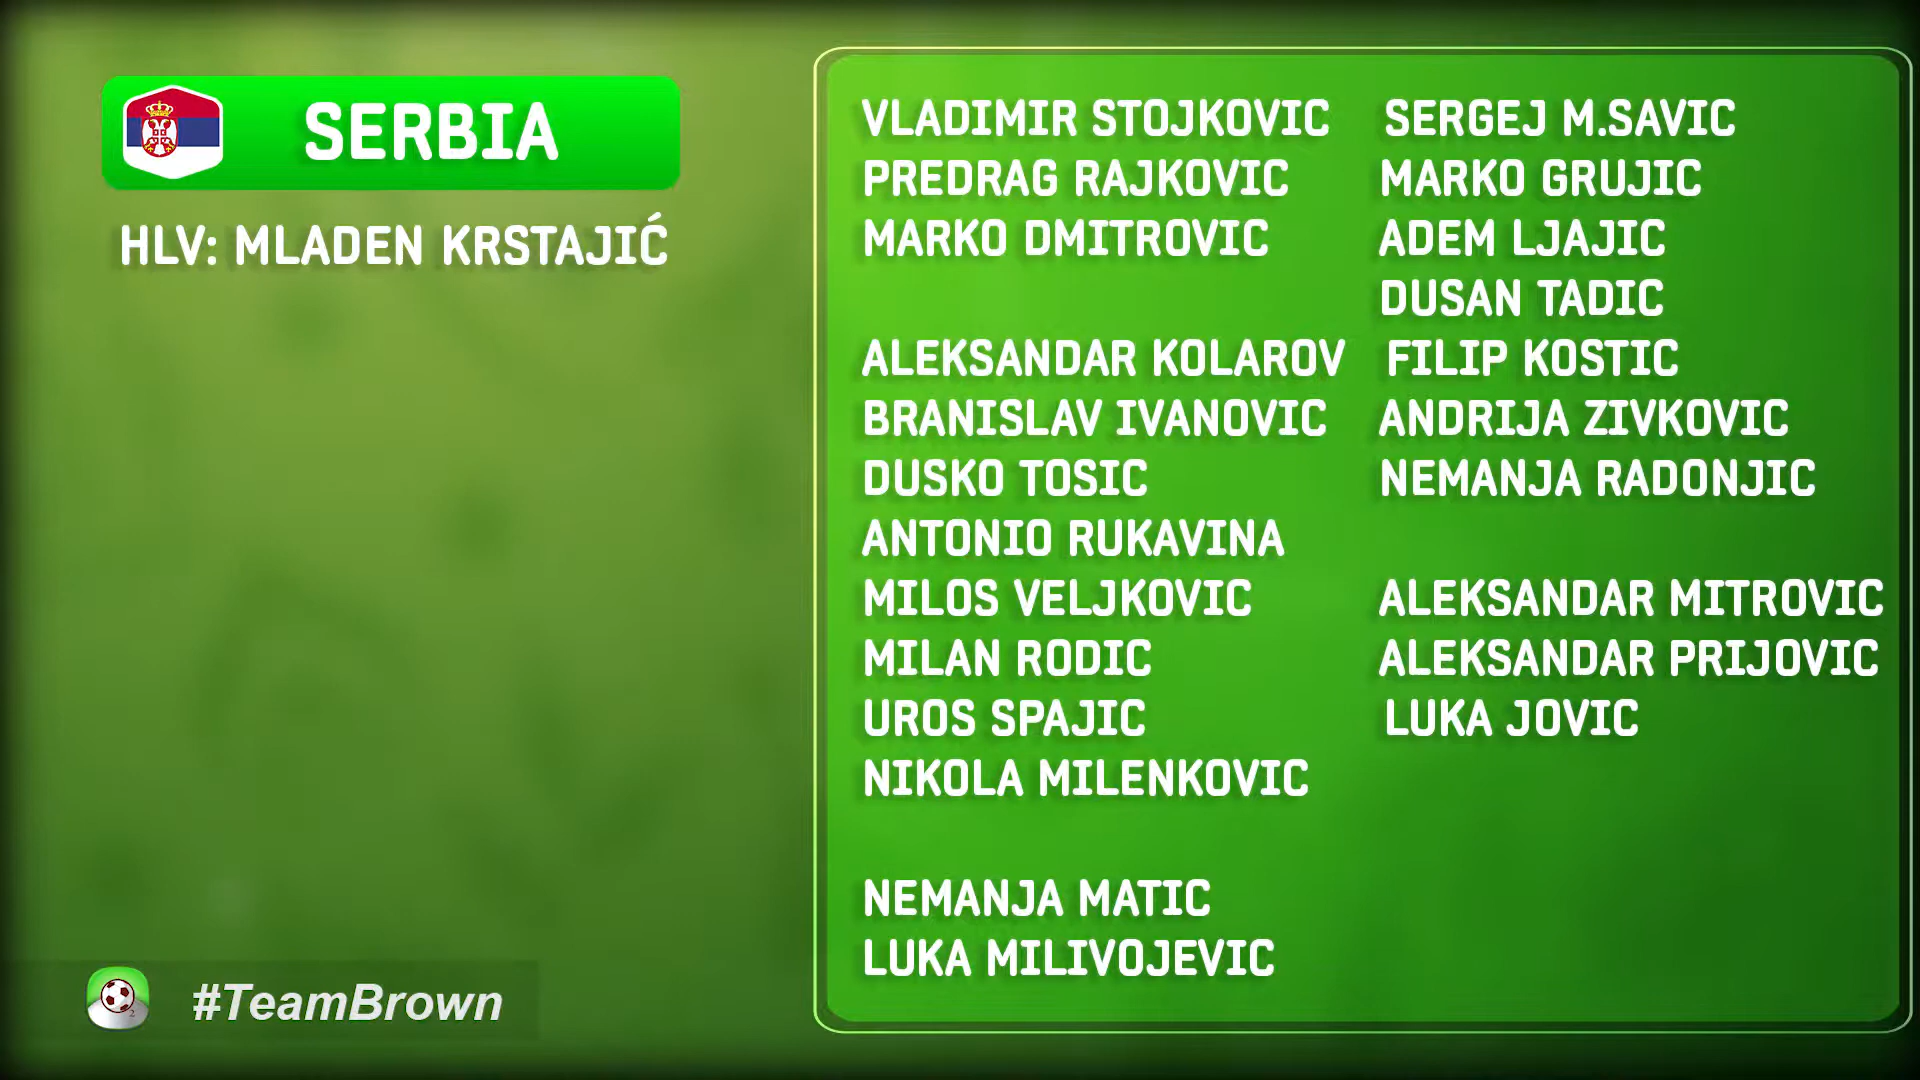 SERBIA
HLV: MLADEN KRSTAJIĆ
VLADIMIR STOJKOVIC
PREDRAG RAJKOVIC
MARKO DMITROVIC
ALEKSANDAR KOLAROV
BRANISLAV IVANOVIC
DUSKO TOSIC
ANTONIO RUKAVINA
MILOS VELJKOVIC
MILAN RODIC
UROS SPAJIC
NIKOLA MILENKOVIC
NEMANJA MATIC
LUKA MILIVOJEVIC
SERGEJ M.SAVIC
MARKO GRUJIC
ADEM LJAJIC
DUSAN TADIC
FILIP KOSTIC
ANDRIJA ZIVKOVIC
NEMANJA RADONJIC
ALEKSANDAR MITROVIC
ALEKSANDAR PRIJOVIC
LUKA JOVIC
2
#TeamBrown